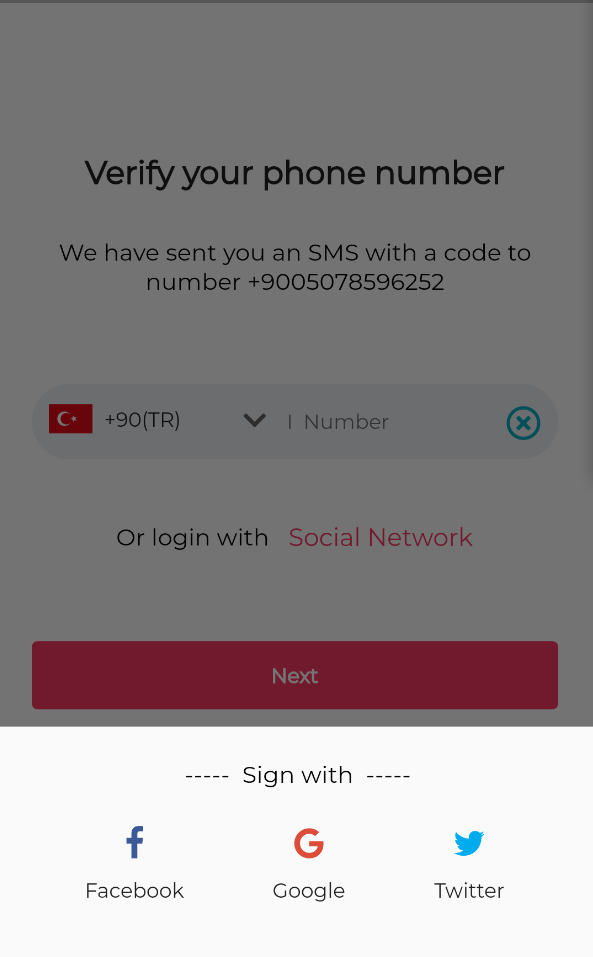 Verify your phone number
We have sent you an SMS with a code to
number +9005078596252
+90(TR)
Number
Or login with Social Network
Next
----- Sign with -----
Facebook
Google
Twitter